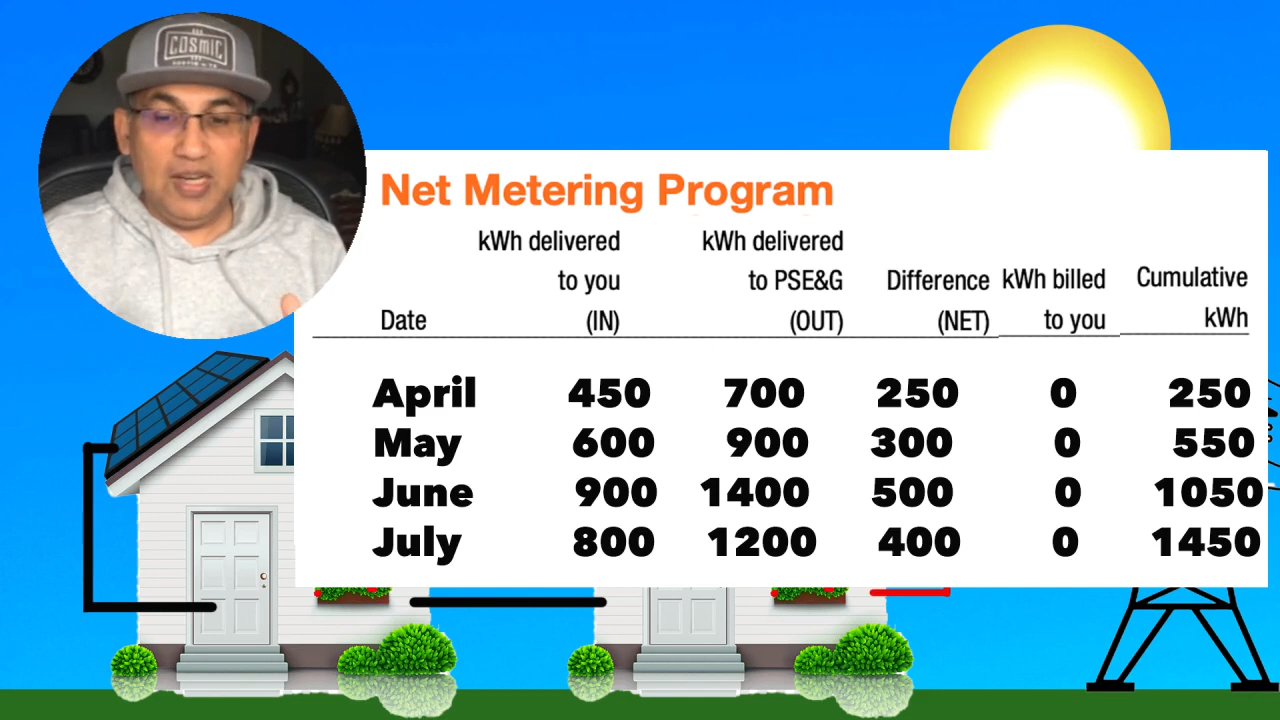 COSMIC
Net Metering Program
kWh delivered kWh delivered
to you to PSE&G Difference kWh billed Cumulative
Date (IN) (OUT) (NET) to you kWh
April 450 700 250 0 250
May 600 900 300 0 550
June 900 1400 500 0 1050
July 800 1200 400 0 1450